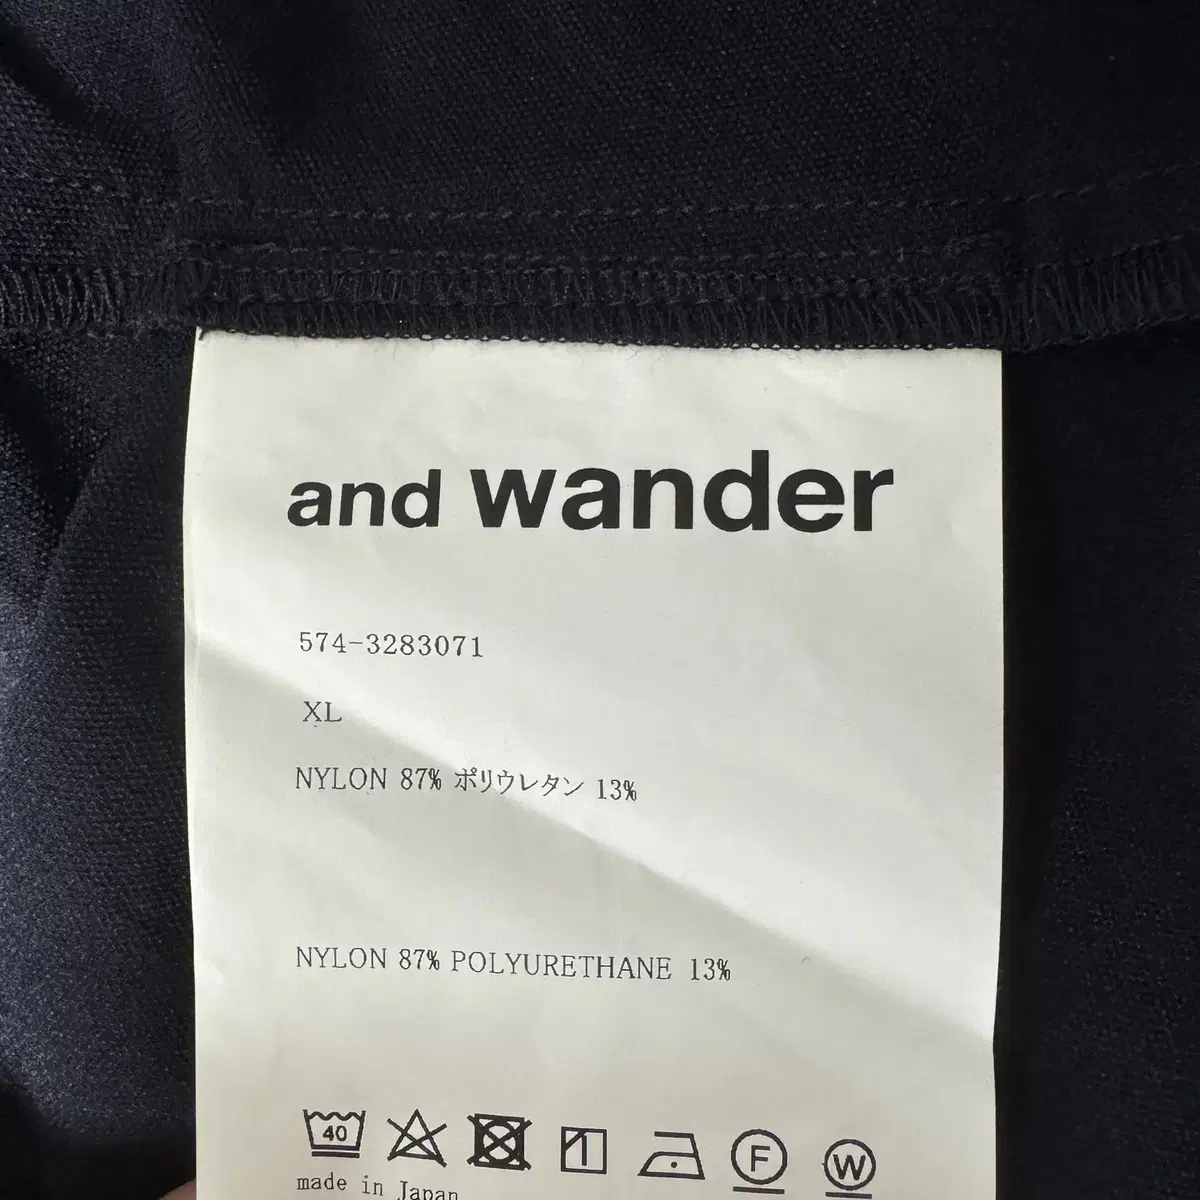 and wander
574-3283071
XL
NYLON 87% ポリウレタン 13%
NYLON 87% POLYURETHANE 13%
40 F W
made in Japan